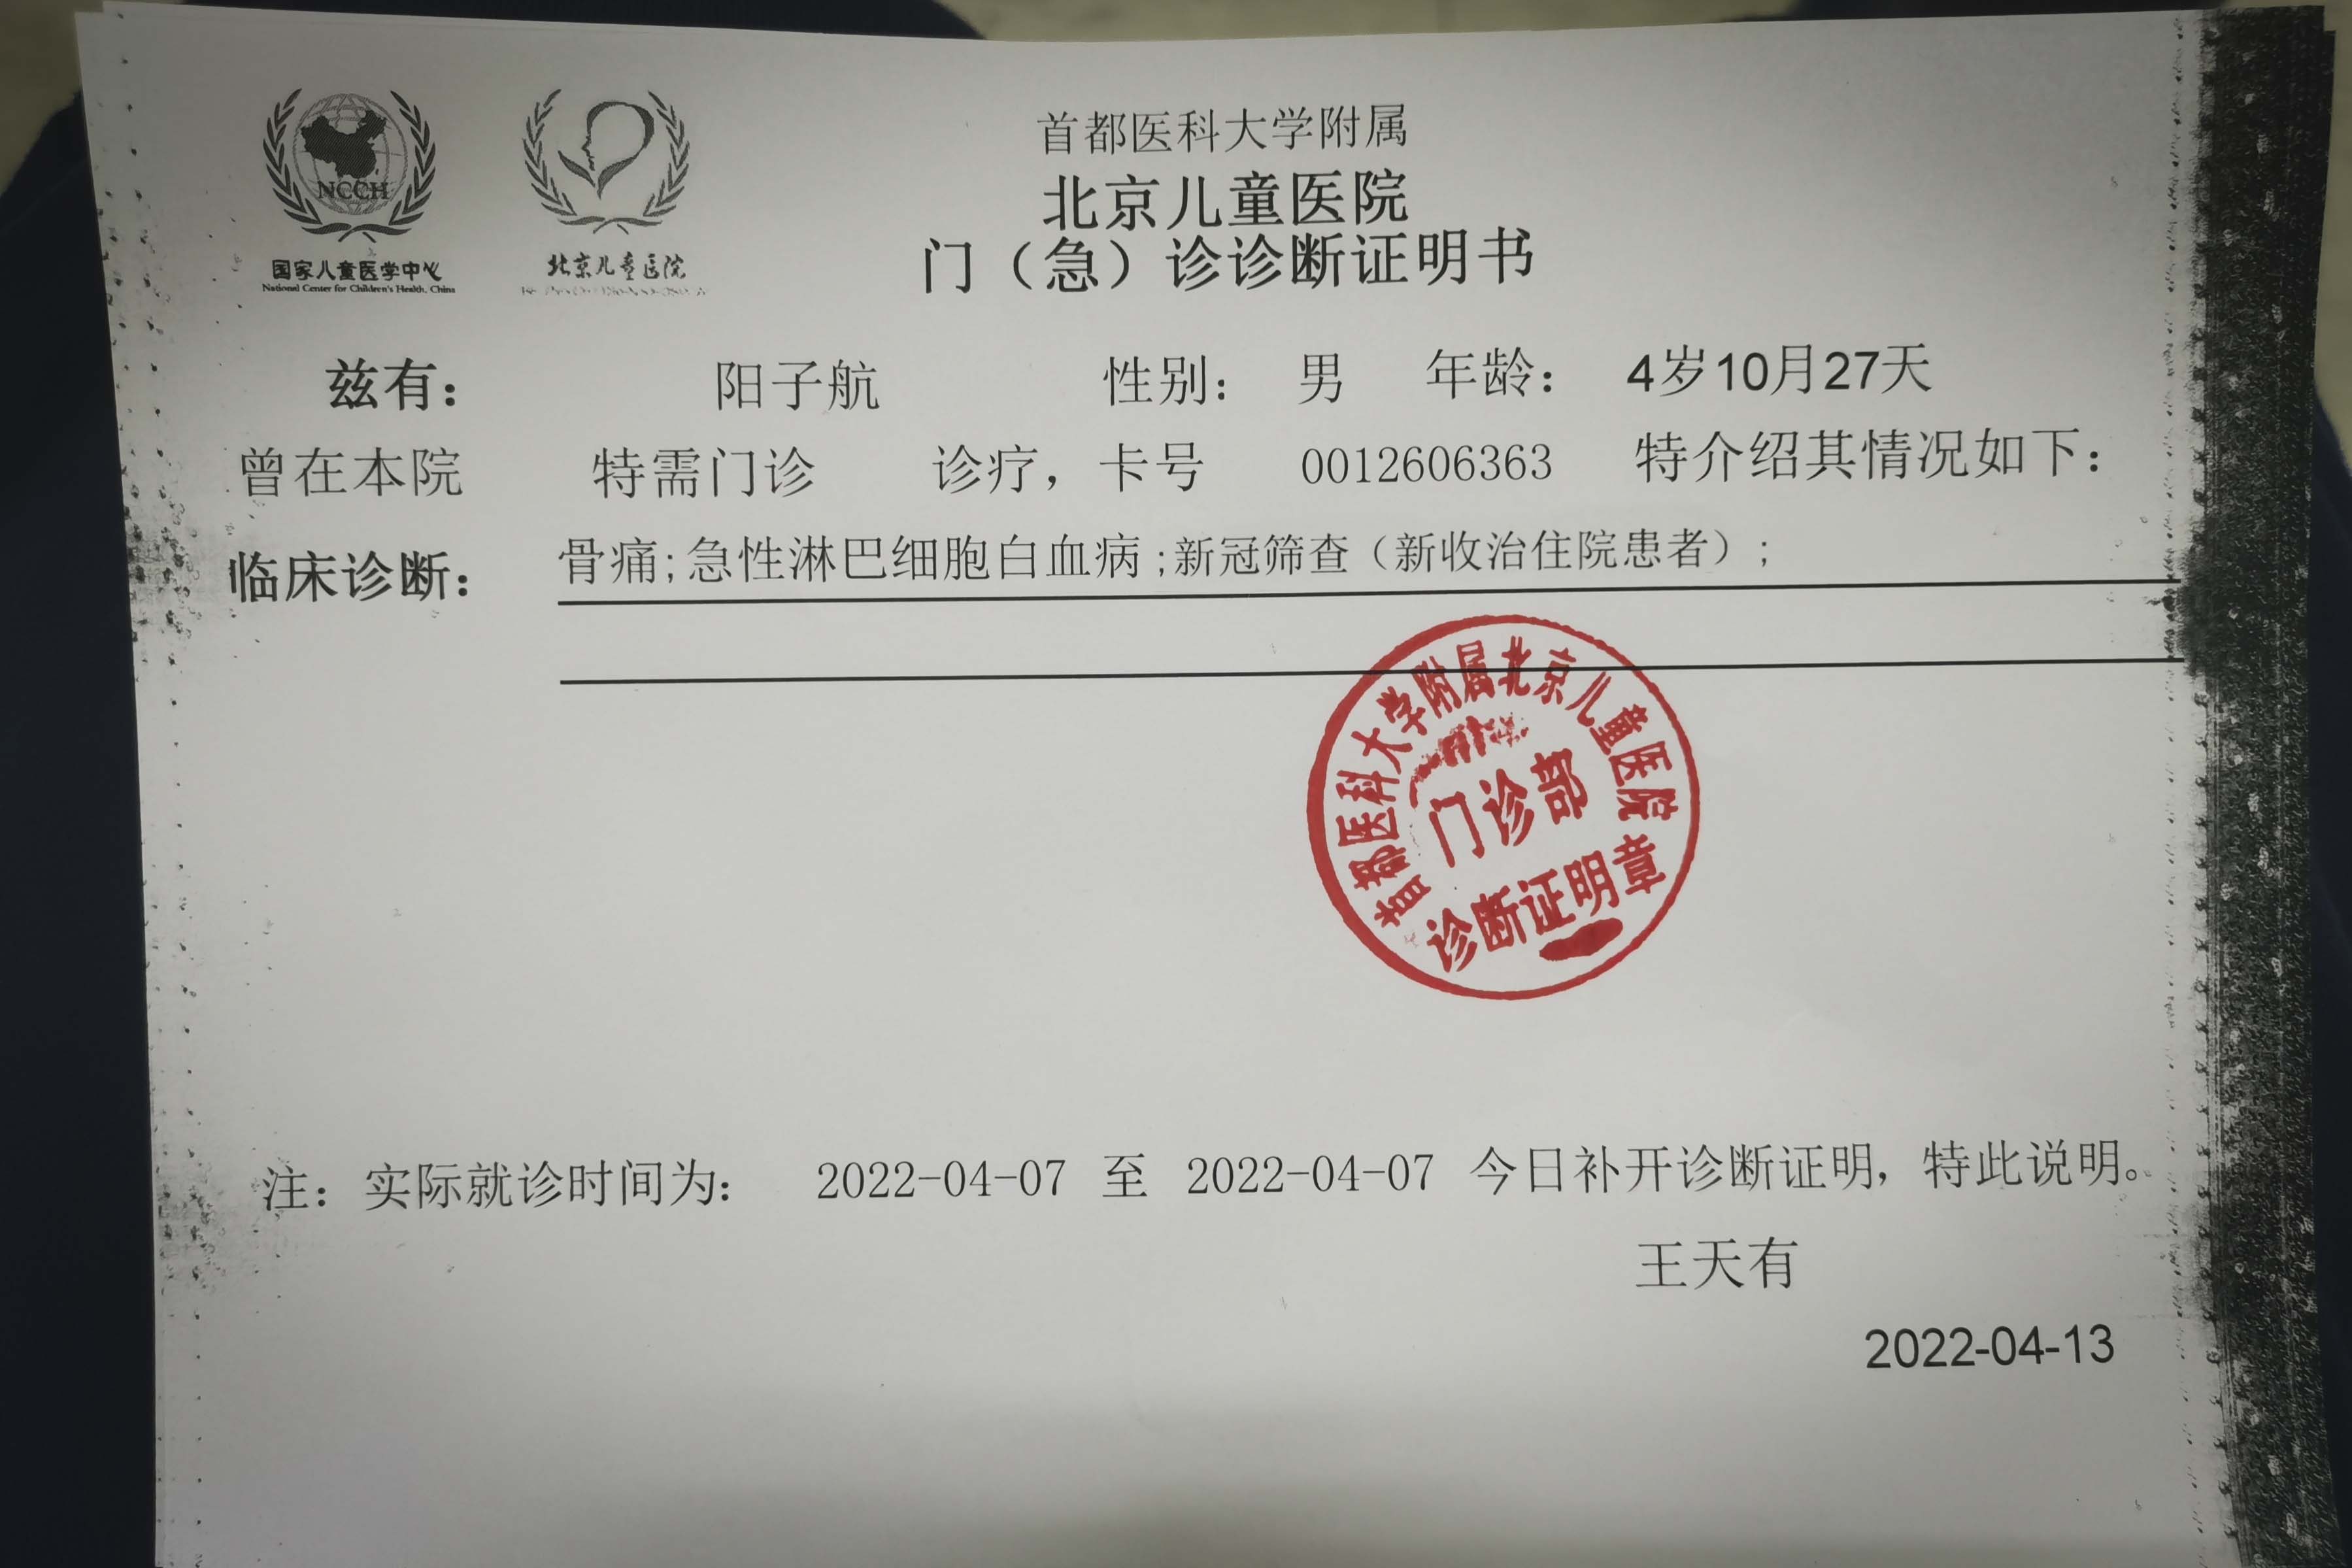 NCCH
国家儿童医学中心
National Center for Children's Health, China
北京儿童医院
首都医科大学附属
北京儿童医院
门（急）诊诊断证明书
兹有： 阳子航 性别： 男 年龄： 4岁10月27天
曾在本院 特需门诊 诊疗，卡号 0012606363 特介绍其情况如下：
临床诊断： 骨痛;急性淋巴细胞白血病;新冠筛查（新收治住院患者）;
首都医科大学附属北京儿童医院
门诊部
诊断证明章
注：实际就诊时间为： 2022-04-07 至 2022-04-07 今日补开诊断证明，特此说明。
王天有
2022-04-13